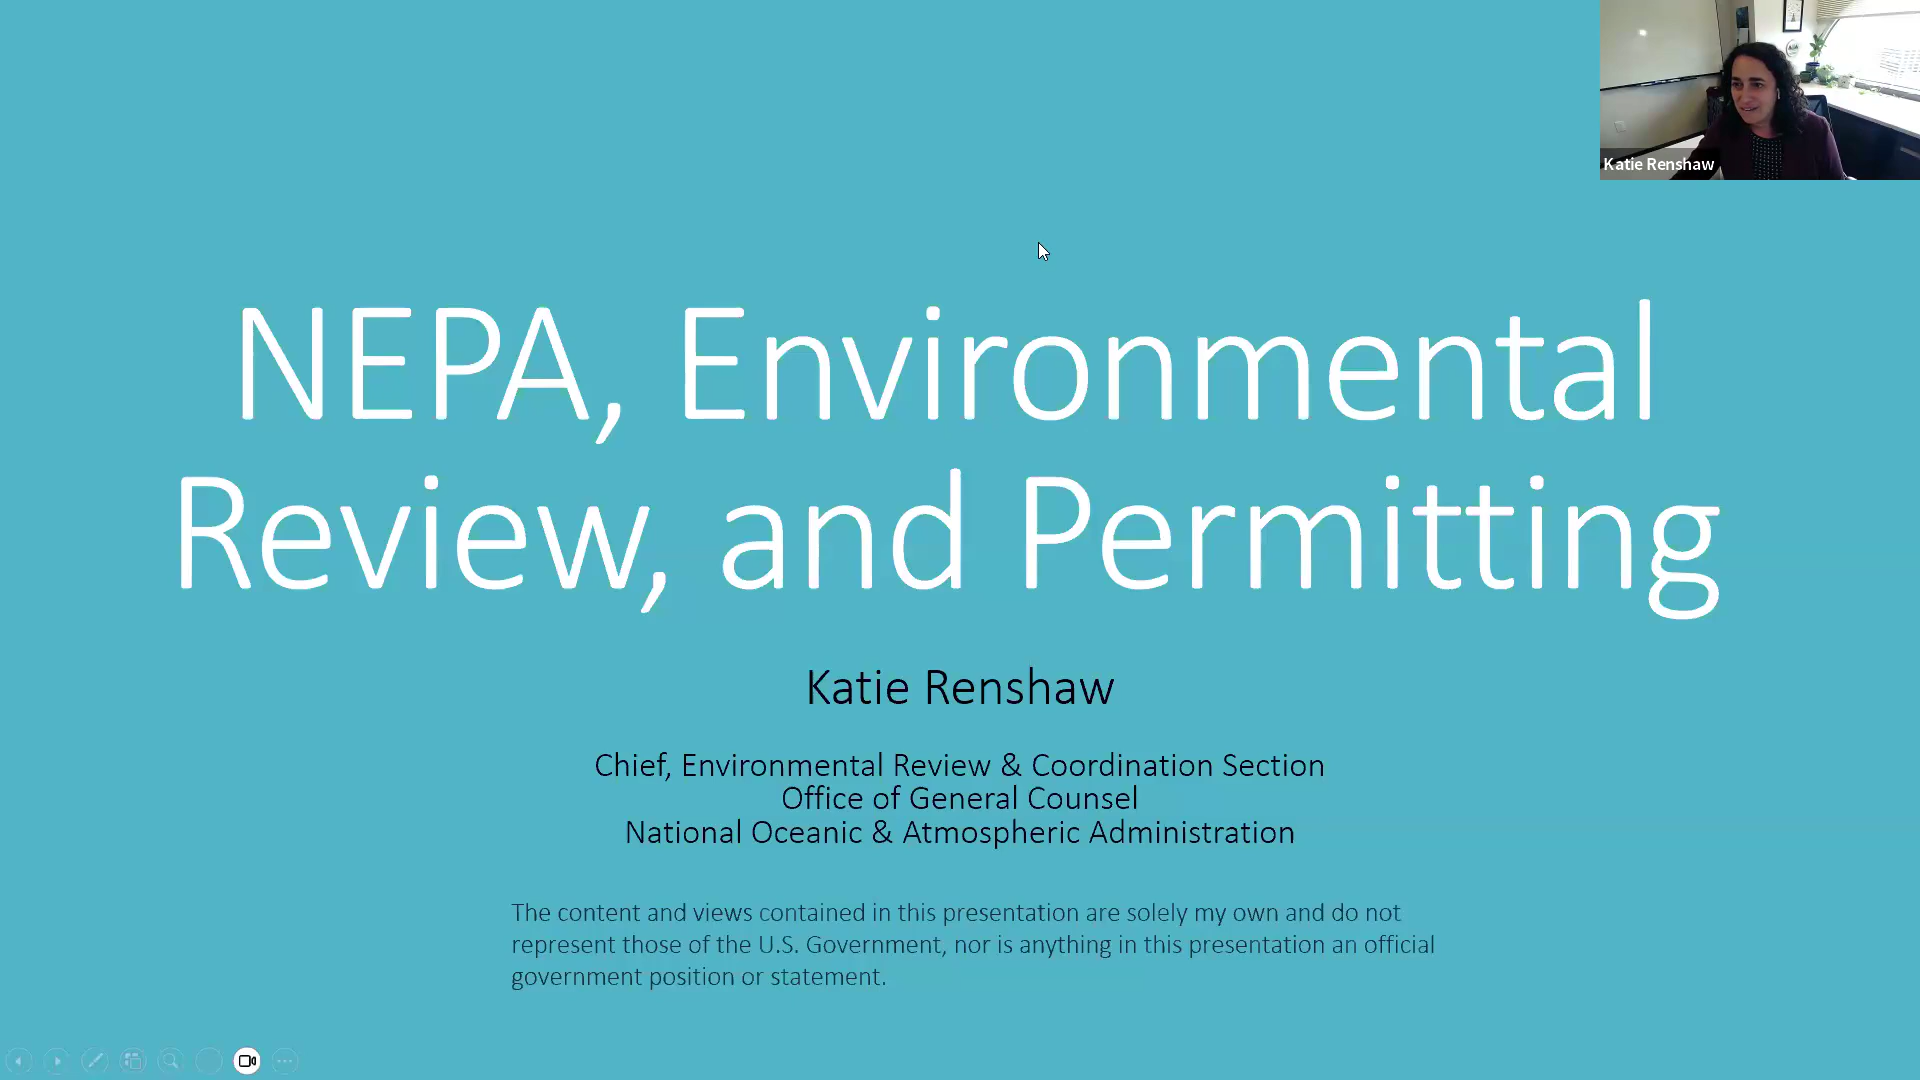 Katie Renshaw
NEPA, Environmental
Review, and Permitting
Katie Renshaw
Chief, Environmental Review & Coordination Section
Office of General Counsel
National Oceanic & Atmospheric Administration
The content and views contained in this presentation are solely my own and do not
represent those of the U.S. Government, nor is anything in this presentation an official
government position or statement.